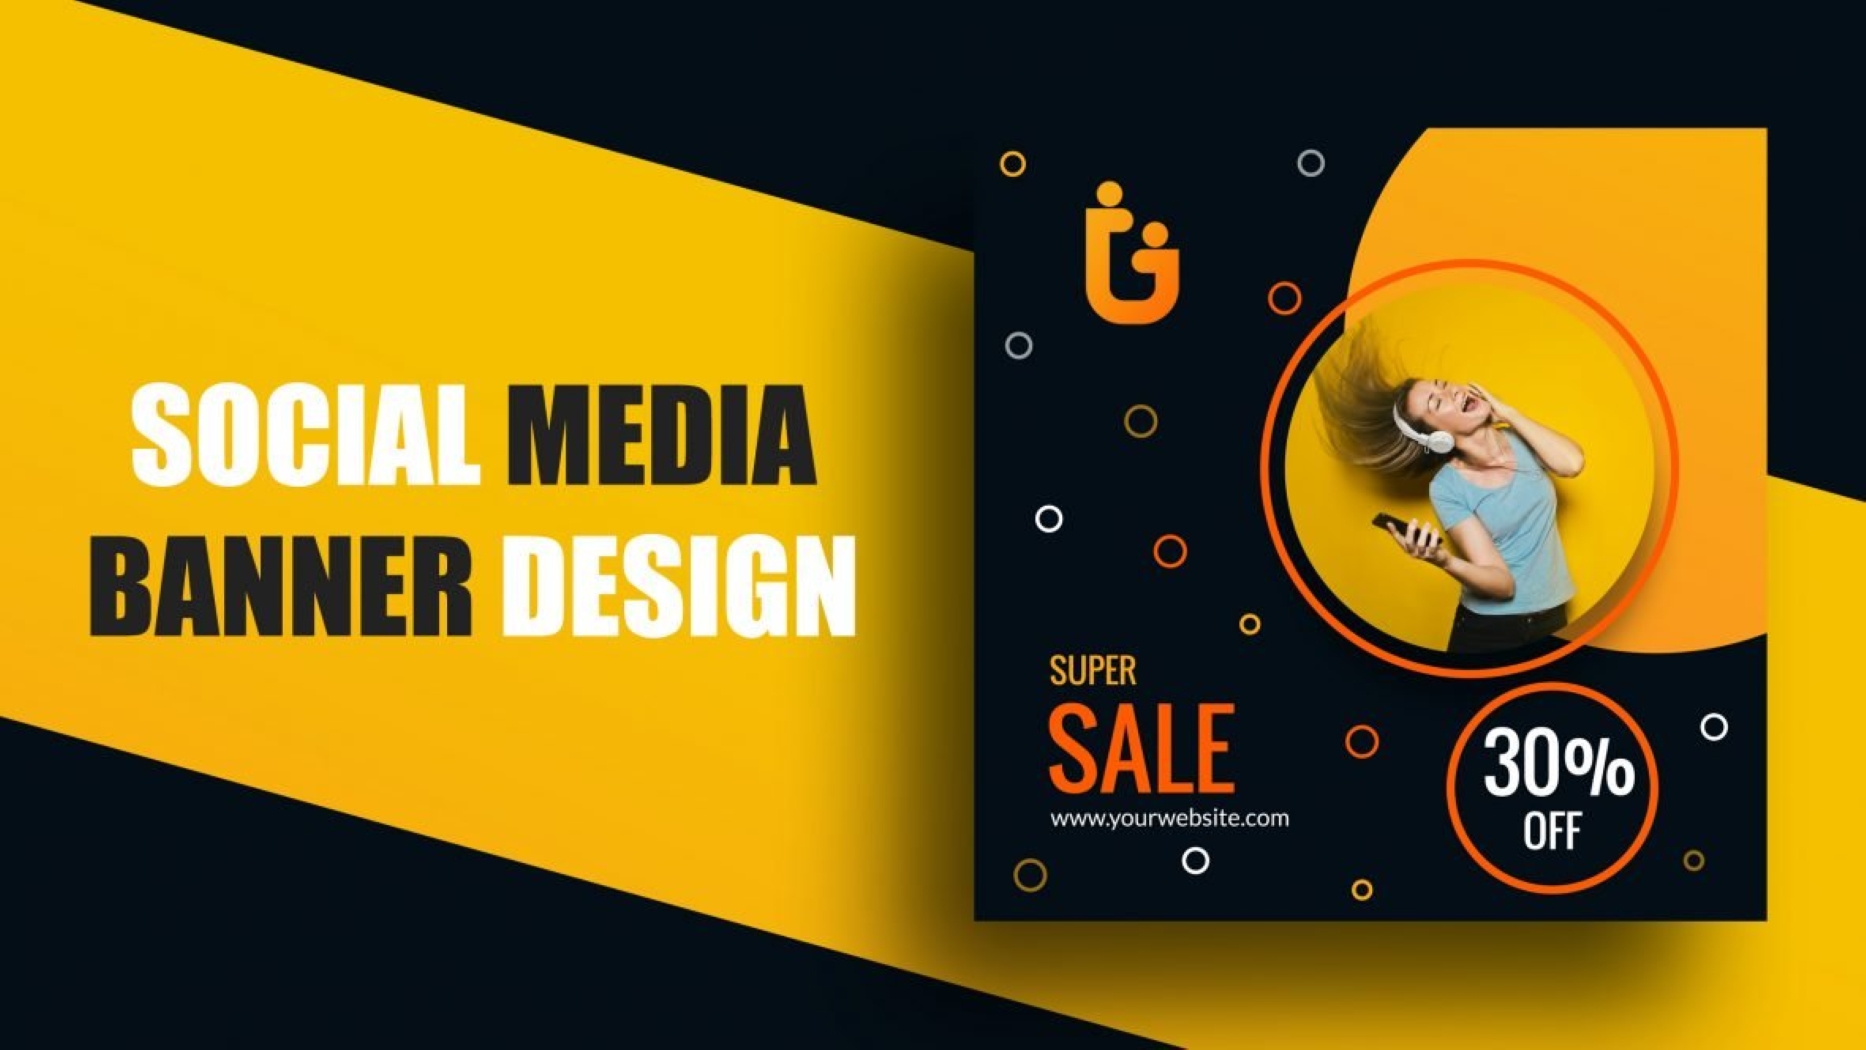 SOCIAL MEDIA
BANNER DESIGN
SUPER
SALE
www.yourwebsite.com
30%
OFF